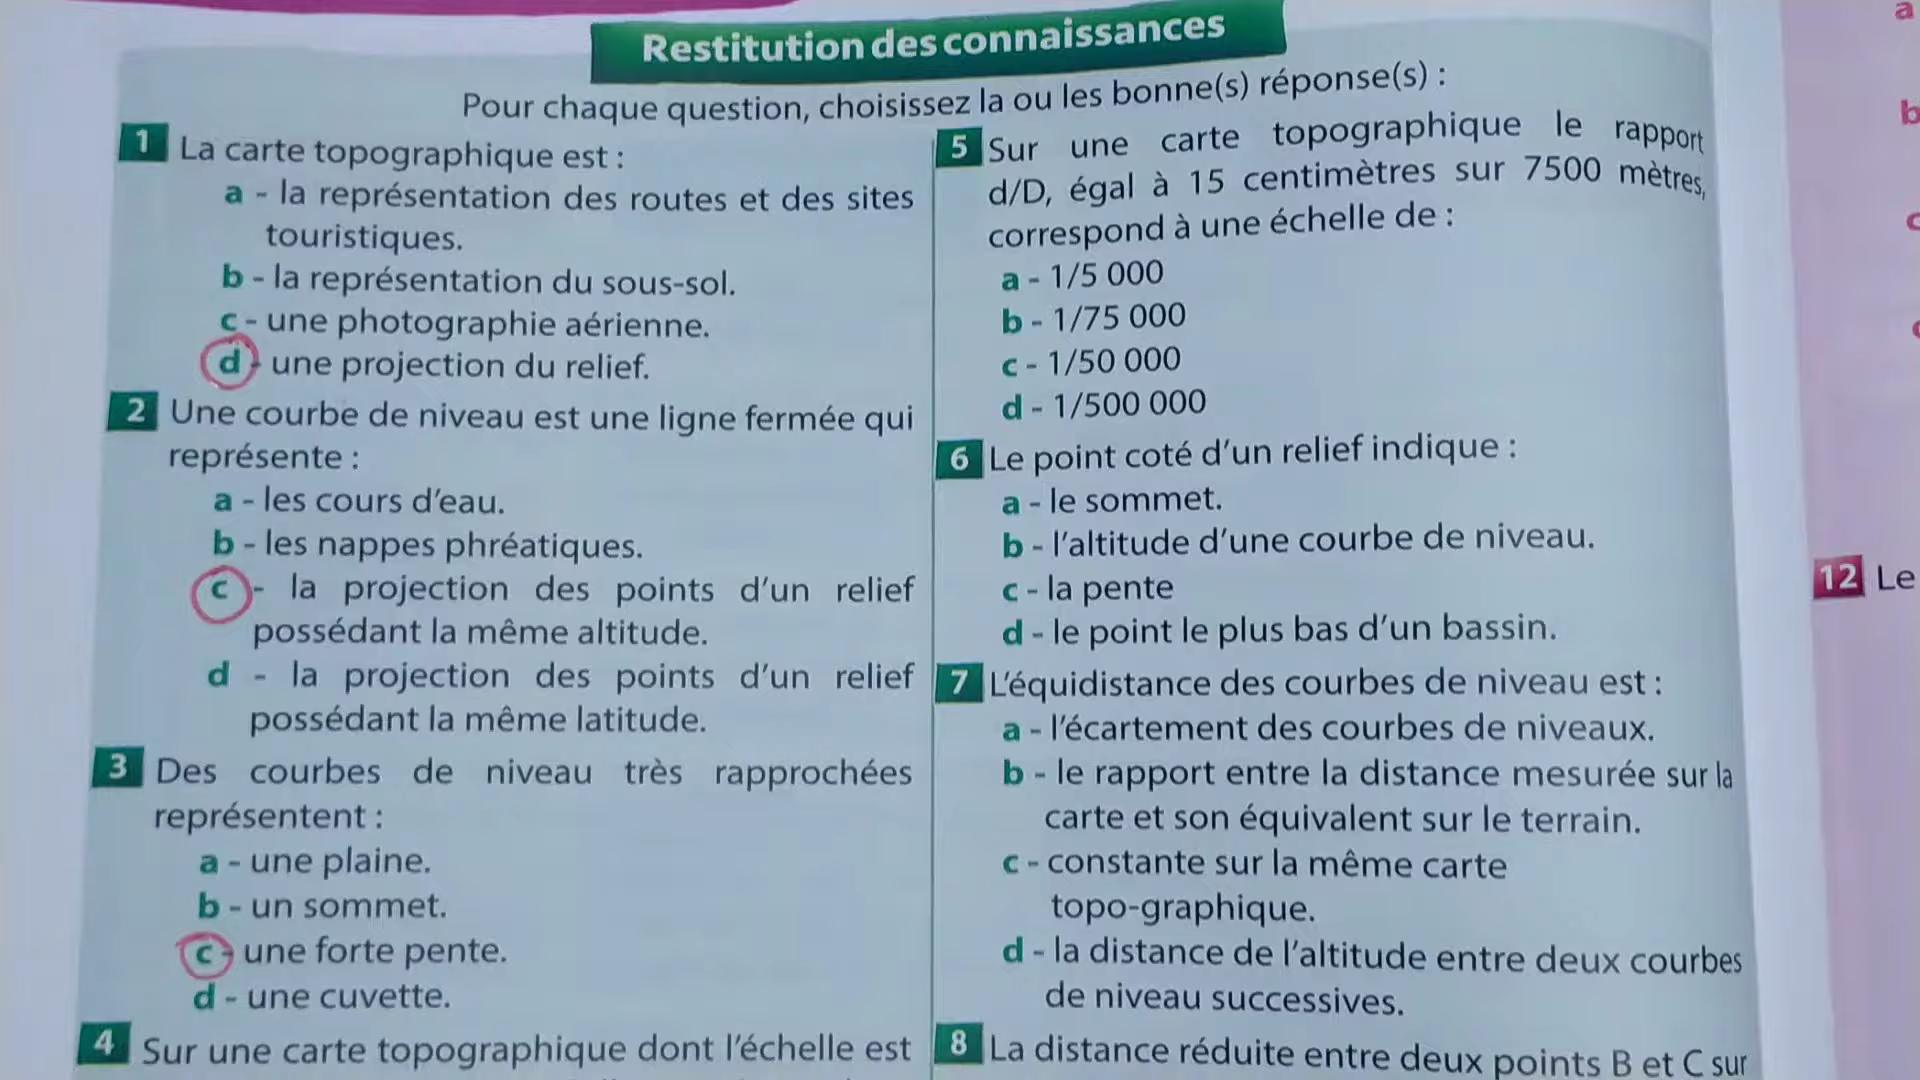 Restitution des connaissances
Pour chaque question, choisissez la ou les bonne(s) réponse(s) :
1 La carte topographique est :
a - la représentation des routes et des sites
touristiques.
b - la représentation du sous-sol.
c - une photographie aérienne.
d - une projection du relief.
2 Une courbe de niveau est une ligne fermée qui
représente :
a - les cours d'eau.
b - les nappes phréatiques.
c - la projection des points d'un relief
possédant la même altitude.
d - la projection des points d'un relief
possédant la même latitude.
3 Des courbes de niveau très rapprochées
représentent :
a - une plaine.
b - un sommet.
c - une forte pente.
d - une cuvette.
4 Sur une carte topographique dont l'échelle est
5 Sur une carte topographique le rapport
d/D, égal à 15 centimètres sur 7500 mètres,
correspond à une échelle de :
a - 1/5 000
b - 1/75 000
c - 1/50 000
d - 1/500 000
6 Le point coté d'un relief indique :
a - le sommet.
b - l'altitude d'une courbe de niveau.
c - la pente
d - le point le plus bas d'un bassin.
7 L'équidistance des courbes de niveau est :
a - l'écartement des courbes de niveaux.
b - le rapport entre la distance mesurée sur la
carte et son équivalent sur le terrain.
c - constante sur la même carte
topo-graphique.
d - la distance de l'altitude entre deux courbes
de niveau successives.
8 La distance réduite entre deux points B et C sur
a
b
c
12 Le